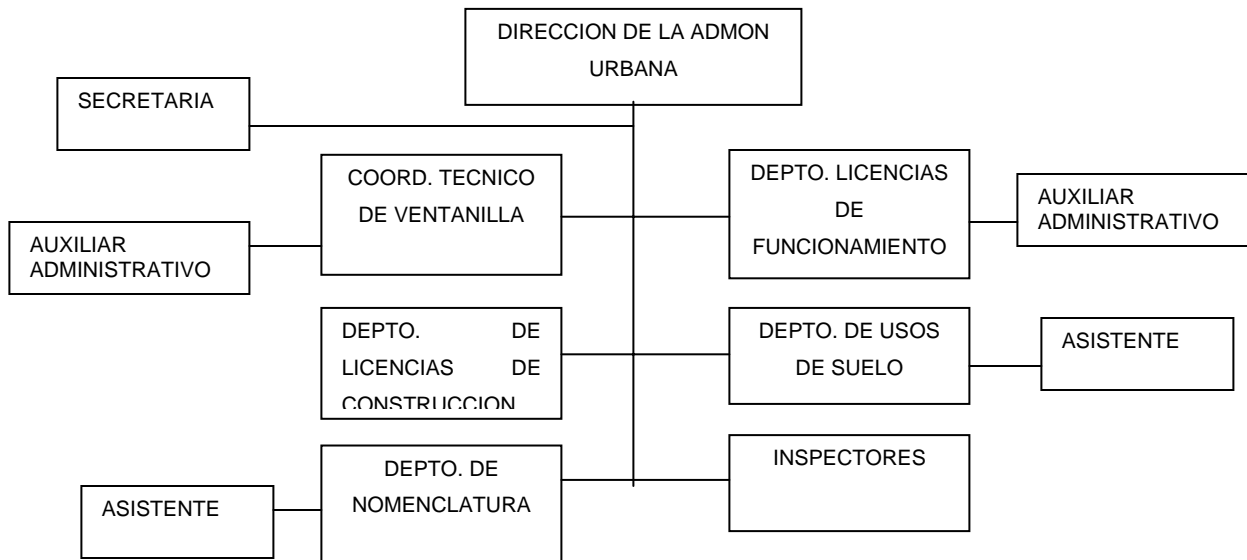 DIRECCION DE LA ADMON
URBANA
SECRETARIA
COORD. TECNICO
DE VENTANILLA
DEPTO. LICENCIAS
DE
FUNCIONAMIENTO
AUXILIAR
ADMINISTRATIVO
AUXILIAR
ADMINISTRATIVO
DEPTO. DE
LICENCIAS DE
CONSTRUCCION
DEPTO. DE USOS
DE SUELO
ASISTENTE
DEPTO. DE
NOMENCLATURA
INSPECTORES
ASISTENTE